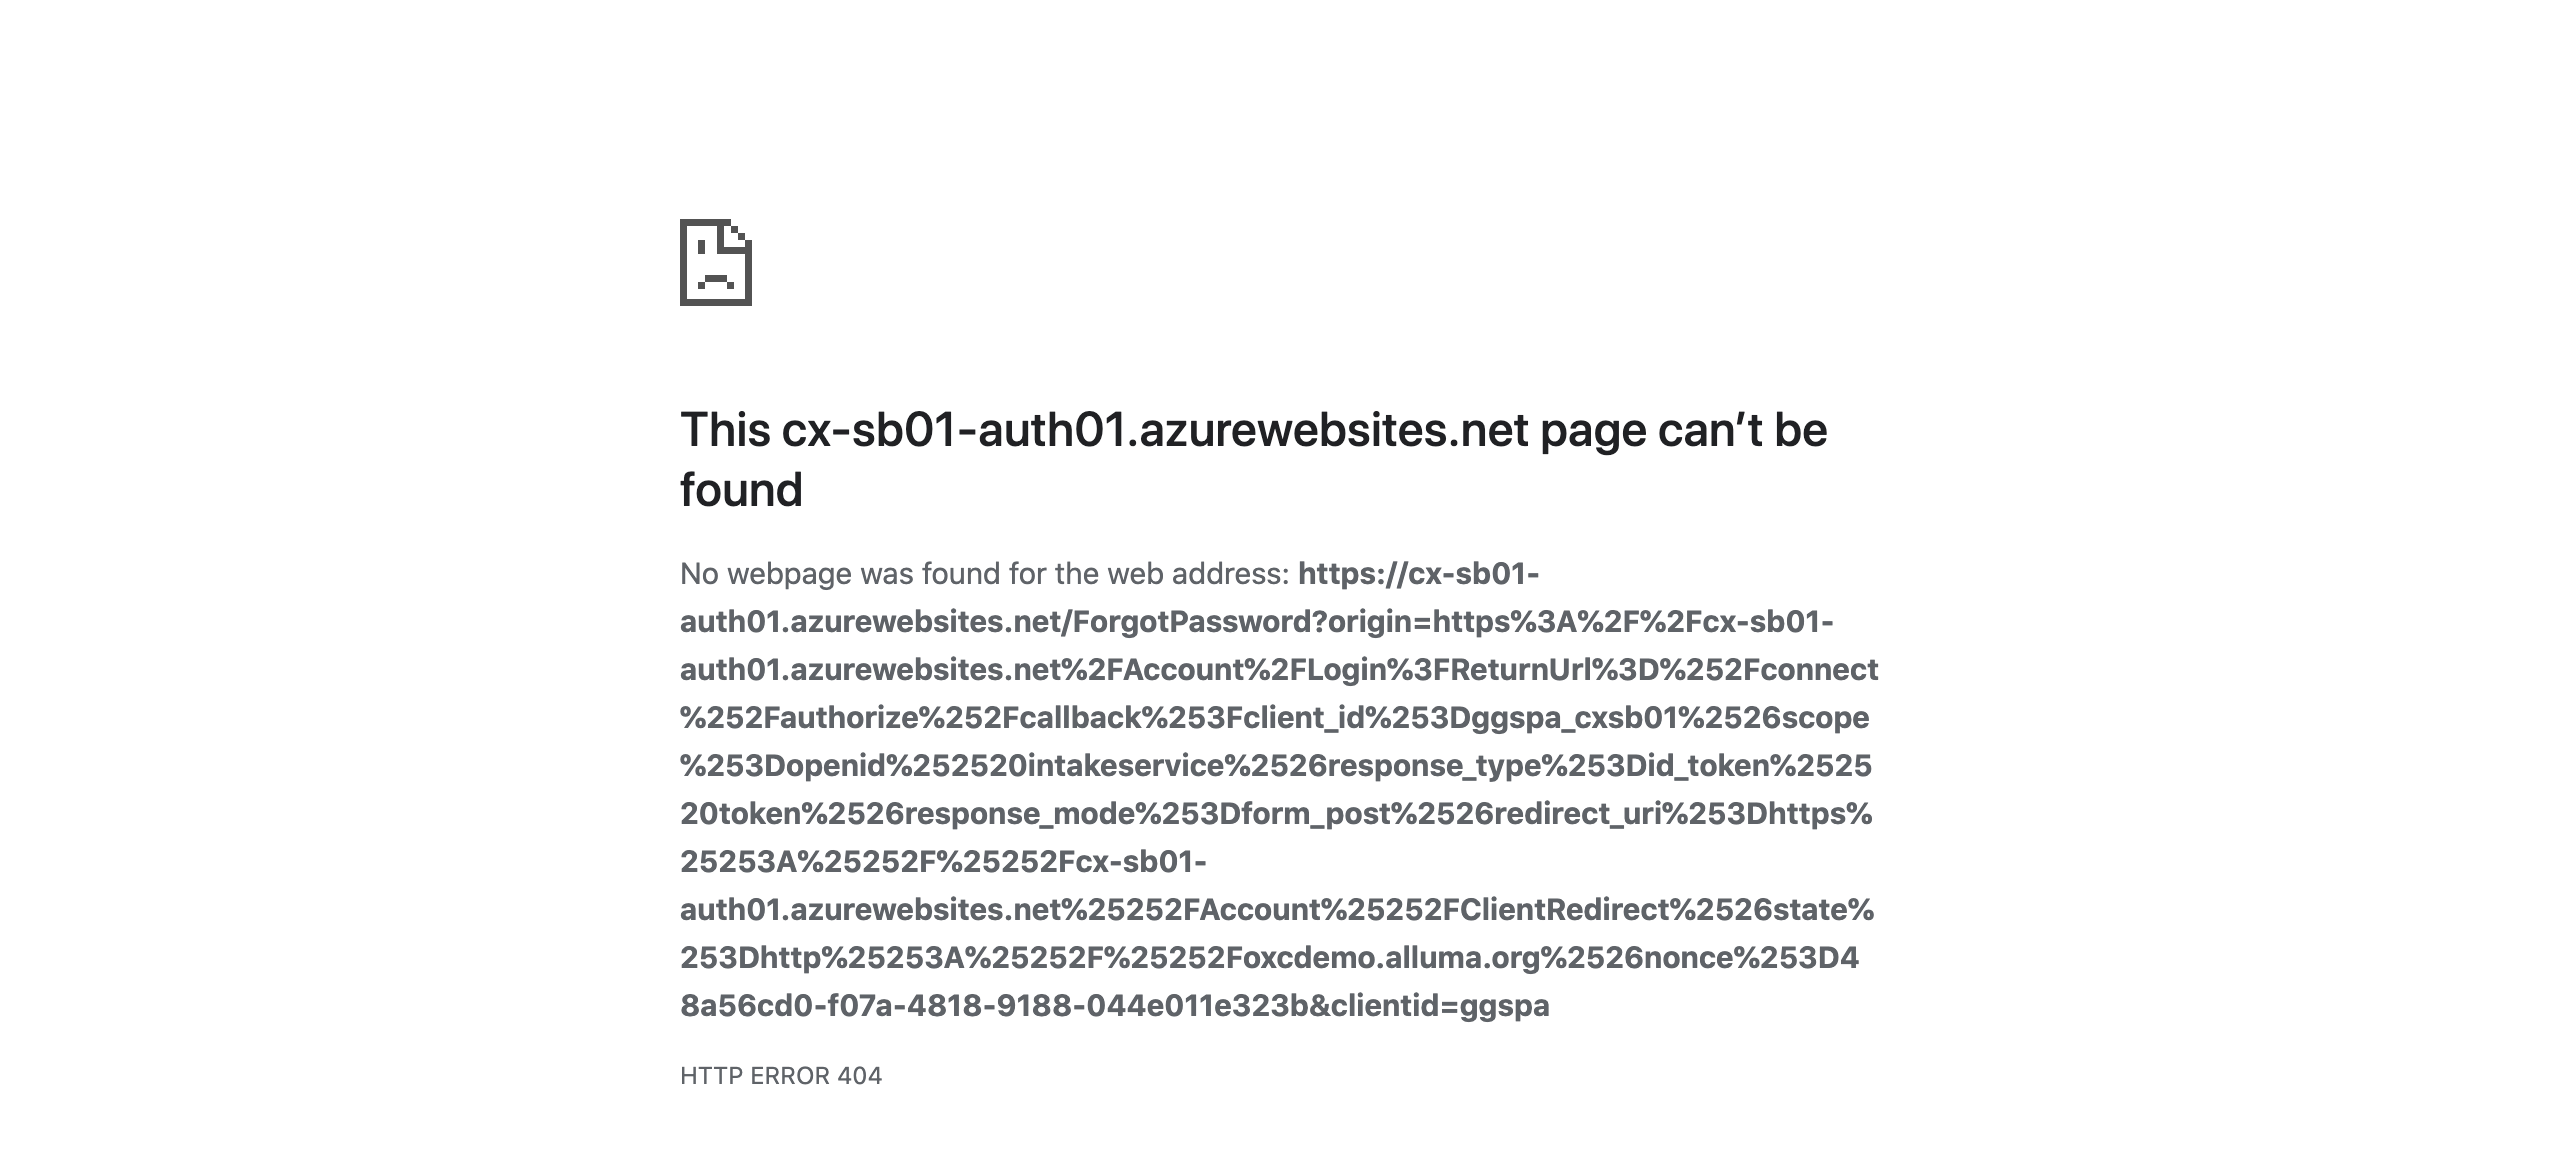 This cx-sb01-auth01.azurewebsites.net page can’t be
found
No webpage was found for the web address: https://cx-sb01-
auth01.azurewebsites.net/ForgotPassword?origin=https%3A%2F%2Fcx-sb01-
auth01.azurewebsites.net%2FAccount%2FLogin%3FReturnUrl%3D%252Fconnect
%252Fauthorize%252Fcallback%253Fclient_id%253Dggspa_cxsb01%2526scope
%253Dopenid%252520intakeservice%2526response_type%253Did_token%2525
20token%2526response_mode%253Dform_post%2526redirect_uri%253Dhttps%
25253A%25252F%25252Fcx-sb01-
auth01.azurewebsites.net%25252FAccount%25252FClientRedirect%2526state%
253Dhttp%25253A%25252F%25252Foxcdemo.alluma.org%2526nonce%253D4
8a56cd0-f07a-4818-9188-044e011e323b&clientid=ggspa
HTTP ERROR 404